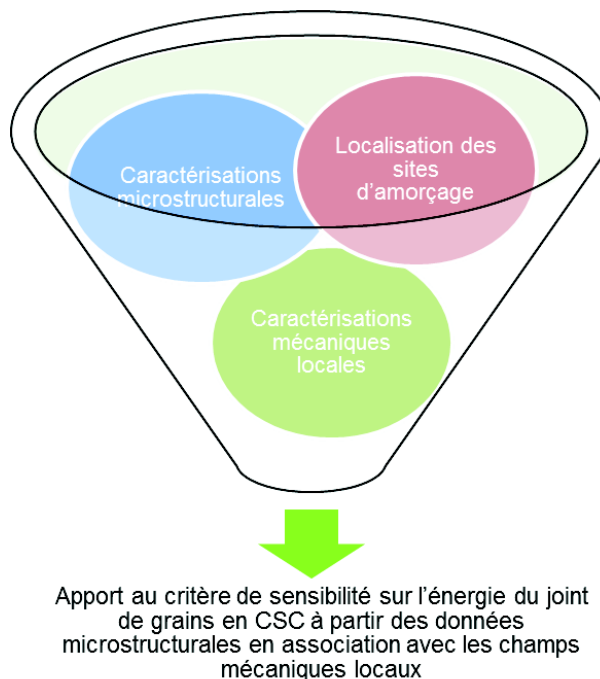 Caractérisations
microstructurales
Localisation des
sites
d'amorçage
Caractérisations
mécaniques
locales
Apport au critère de sensibilité sur l'énergie du joint
de grains en CSC à partir des données
microstructurales en association avec les champs
mécaniques locaux